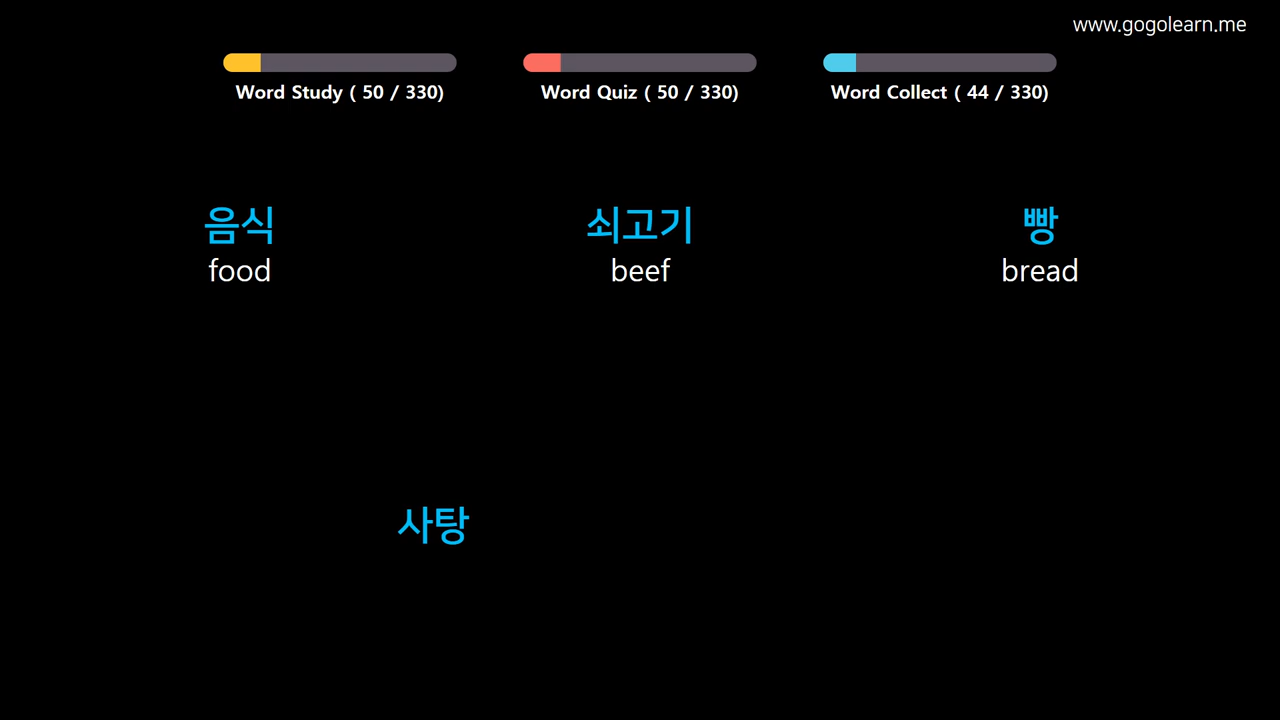 www.gogolearn.me
Word Study ( 50 / 330)
Word Quiz ( 50 / 330)
Word Collect ( 44 / 330)
음식
food
쇠고기
beef
빵
bread
사탕